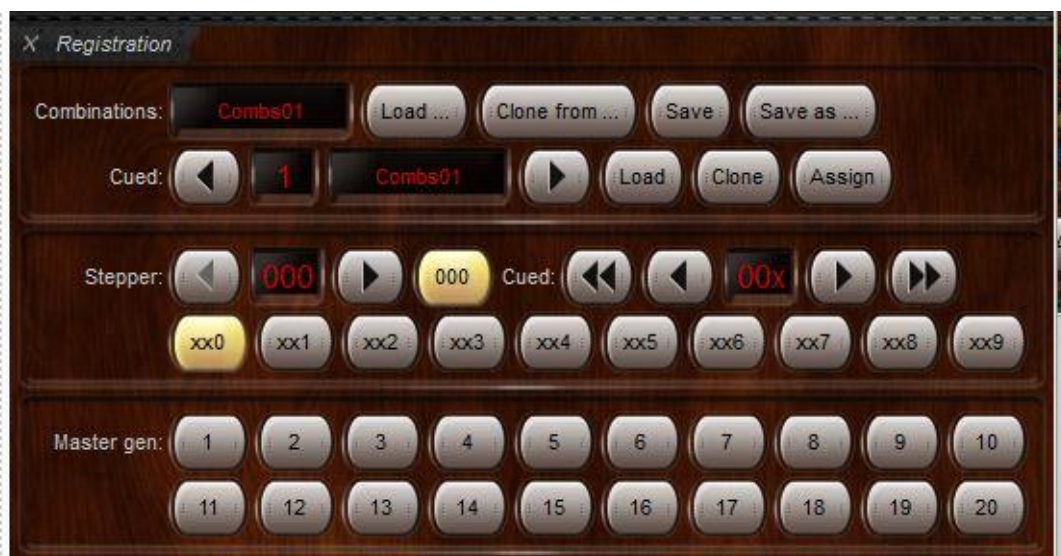 X Registration
Combinations: Combs01 Load ... Clone from ... Save Save as ...
Cued: 1 Combs01 Load Clone Assign
Stepper: 000 000 Cued: 00x
xx0 xx1 xx2 xx3 xx4 xx5 xx6 xx7 xx8 xx9
Master gen: 1 2 3 4 5 6 7 8 9 10
11 12 13 14 15 16 17 18 19 20